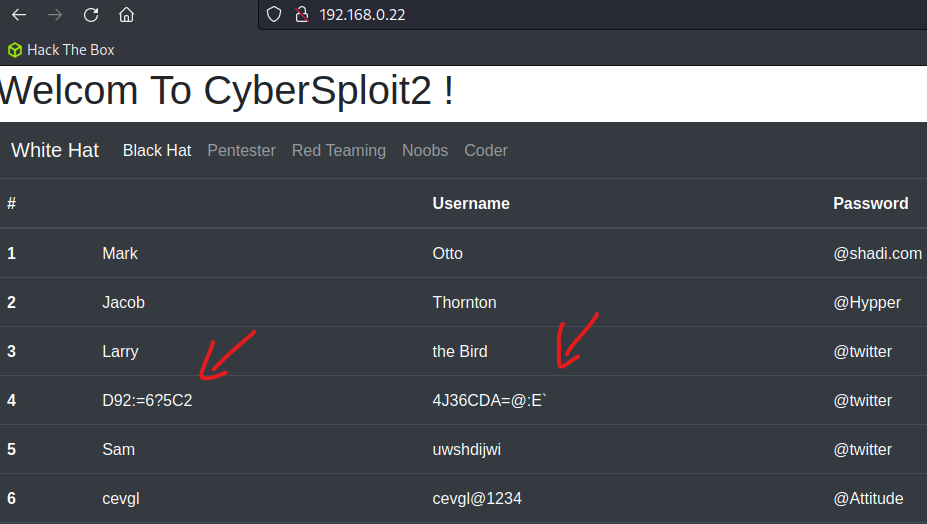 192.168.0.22
Hack The Box
Welcom To CyberSploit2 !
White Hat Black Hat Pentester Red Teaming Noobs Coder
# Username Password
1 Mark Otto @shadi.com
2 Jacob Thornton @Hypper
3 Larry the Bird @twitter
4 D92:=6?5C2 4J36CDA=@:E` @twitter
5 Sam uwshdijwi @twitter
6 cevgl cevgl@1234 @Attitude